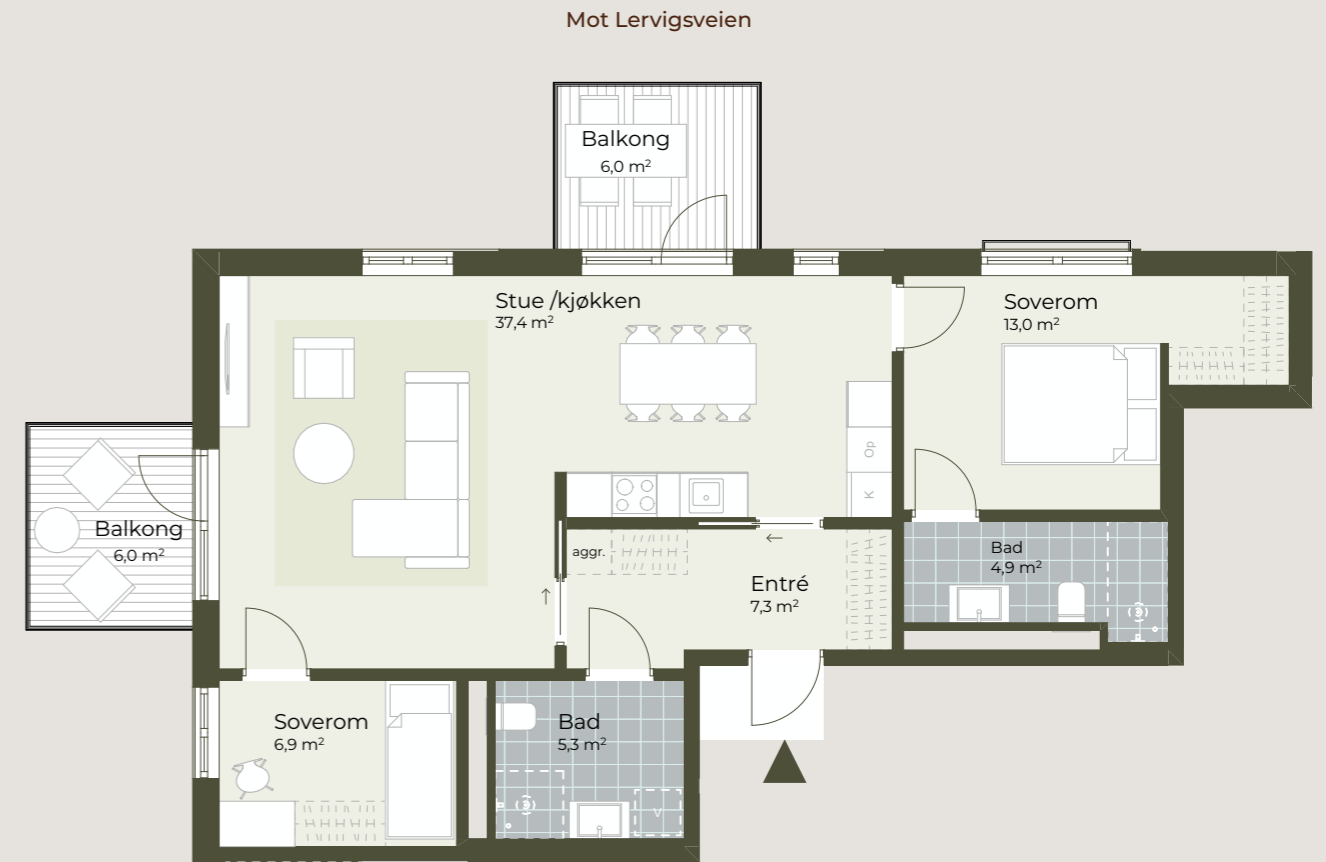 Mot Lervigsveien
Balkong
6,0 m²
Stue /kjøkken
37,4 m²
Soverom
13,0 m²
Op
K
Balkong
6,0 m²
aggr.
Entré
7,3 m²
Bad
4,9 m²
Soverom
6,9 m²
Bad
5,3 m²
V